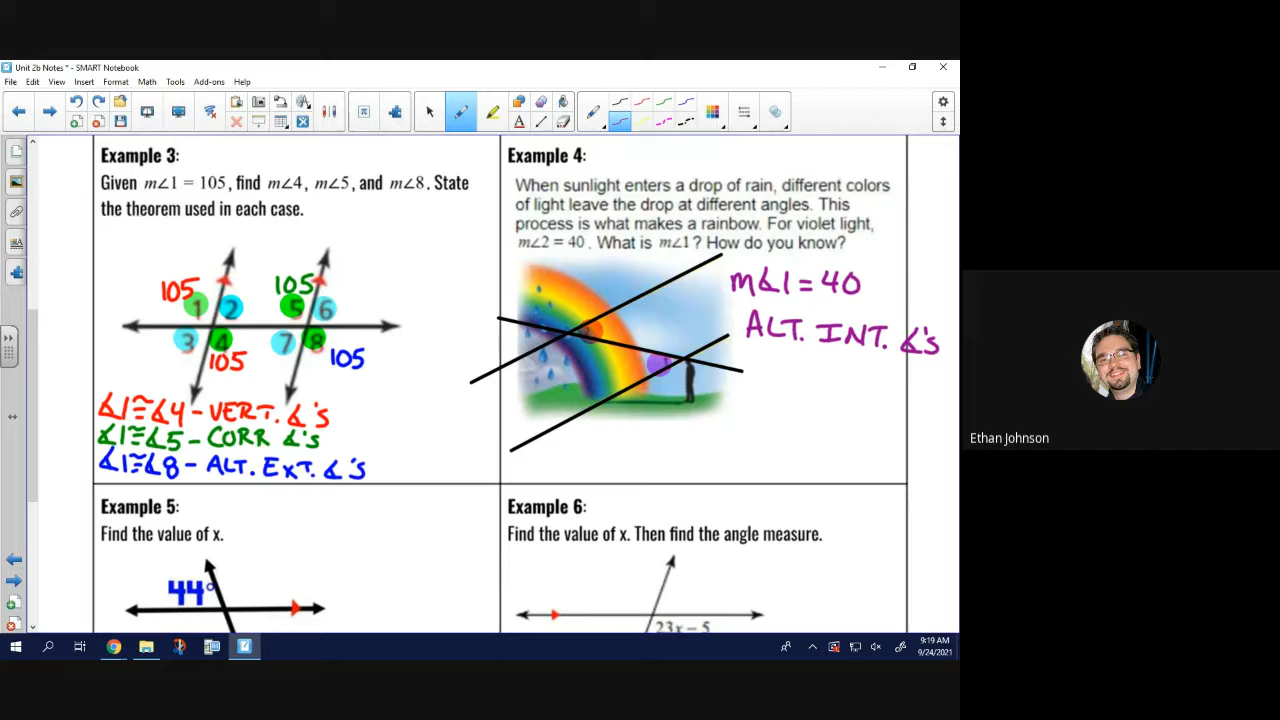 Unit 2b Notes * - SMART Notebook
File Edit View Insert Format Math Tools Add-ons Help
Example 3:
Given m∠1 = 105, find m∠4, m∠5, and m∠8. State
the theorem used in each case.
105 105
1 2 5 6
3 4 7 8
105 105
∡1≅∡4 - VERT. ∡'s
∡1≅∡5 - CORR ∡'s
∡1≅∡8 - ALT. EXT. ∡'s
Example 4:
When sunlight enters a drop of rain, different colors
of light leave the drop at different angles. This
process is what makes a rainbow. For violet light,
m∠2 = 40. What is m∠1? How do you know?
m∡1 = 40
ALT. INT. ∡'s
Example 5:
Find the value of x.
44°
Example 6:
Find the value of x. Then find the angle measure.
23x - 5
Ethan Johnson
9:19 AM
9/24/2021